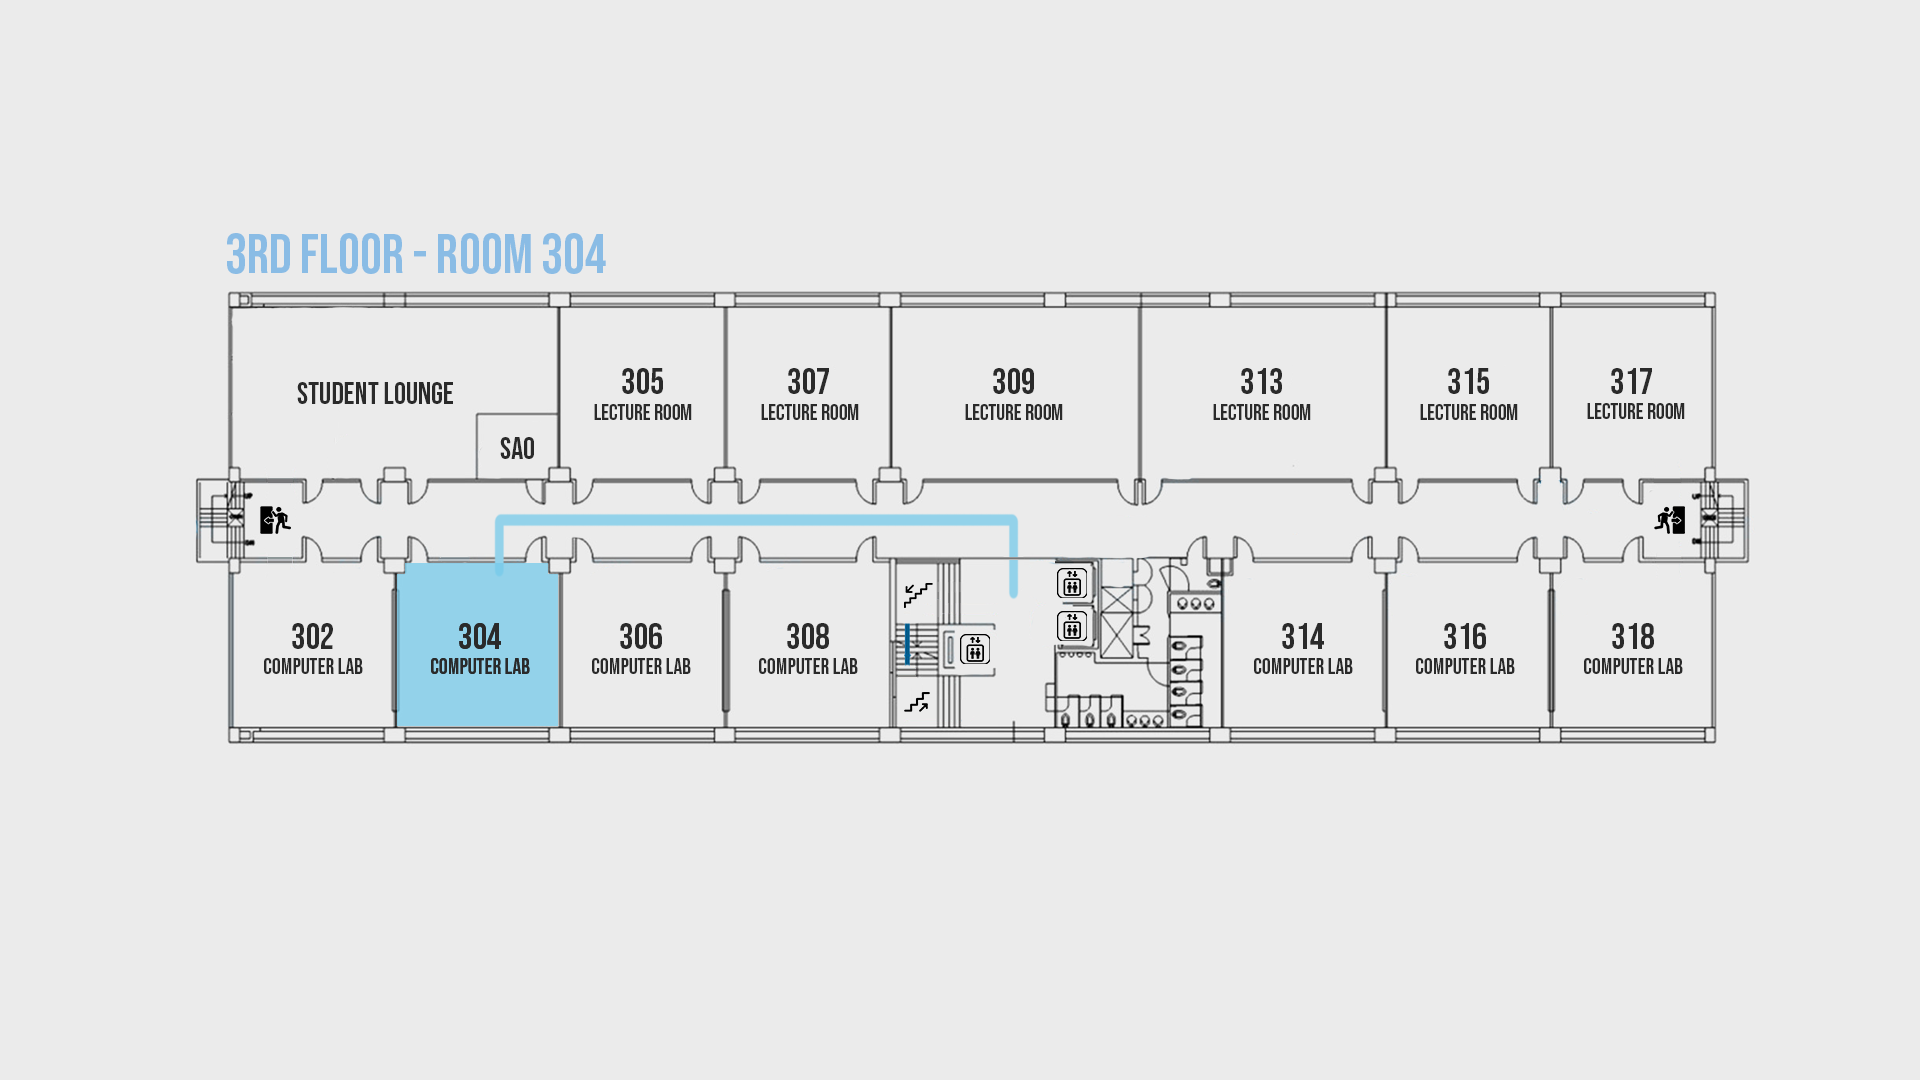 3RD FLOOR - ROOM 304
STUDENT LOUNGE
SAO
305
LECTURE ROOM
307
LECTURE ROOM
309
LECTURE ROOM
313
LECTURE ROOM
315
LECTURE ROOM
317
LECTURE ROOM
302
COMPUTER LAB
304
COMPUTER LAB
306
COMPUTER LAB
308
COMPUTER LAB
314
COMPUTER LAB
316
COMPUTER LAB
318
COMPUTER LAB